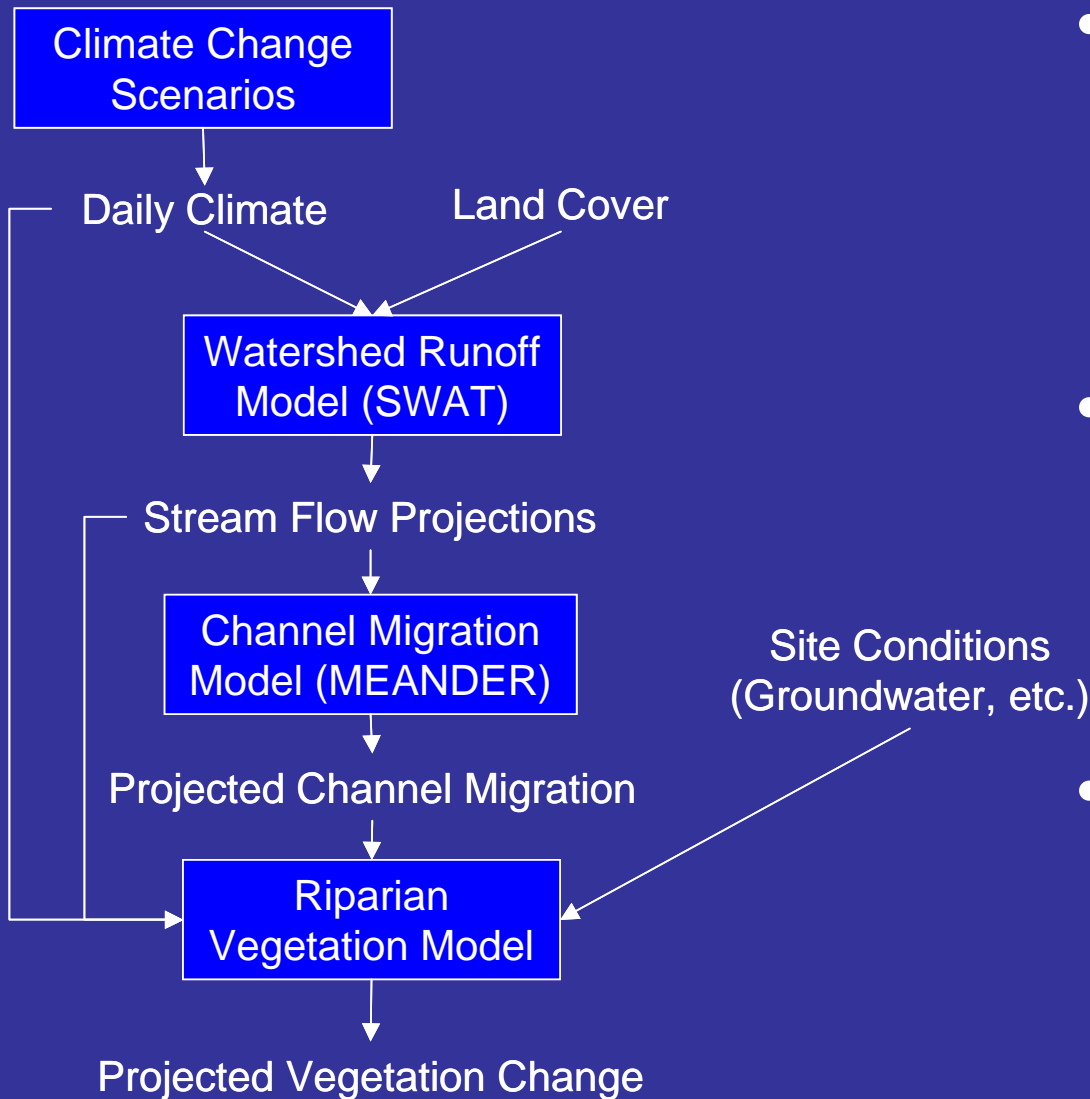 Climate Change
Scenarios
Daily Climate
Land Cover
Watershed Runoff
Model (SWAT)
Stream Flow Projections
Channel Migration
Model (MEANDER)
Site Conditions
(Groundwater, etc.)
Projected Channel Migration
Riparian
Vegetation Model
Projected Vegetation Change